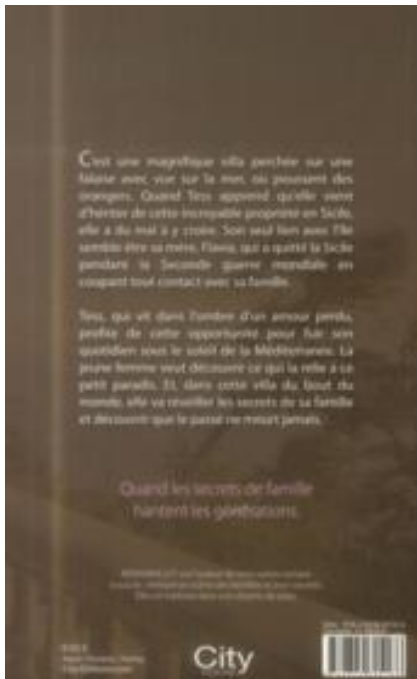 C'est une magnifique villa perchée sur une
falaise avec vue sur la mer, où poussent des
orangers. Quand Tess apprend qu'elle vient
d'hériter de cette incroyable propriété en Sicile,
elle a du mal à y croire. Son seul lien avec l'île
semble être sa mère, Flavia, qui a quitté la Sicile
pendant la Seconde guerre mondiale en
coupant tout contact avec sa famille.
Tess, qui vit dans l'ombre d'un amour perdu,
profite de cette opportunité pour fuir son
quotidien sous le soleil de la Méditerranée. La
jeune femme veut découvrir ce qui la relie à ce
petit paradis. Et, dans cette villa du bout du
monde, elle va réveiller les secrets de sa famille
et découvrir que le passé ne meurt jamais.
Quand les secrets de famille
hantent les générations.
City